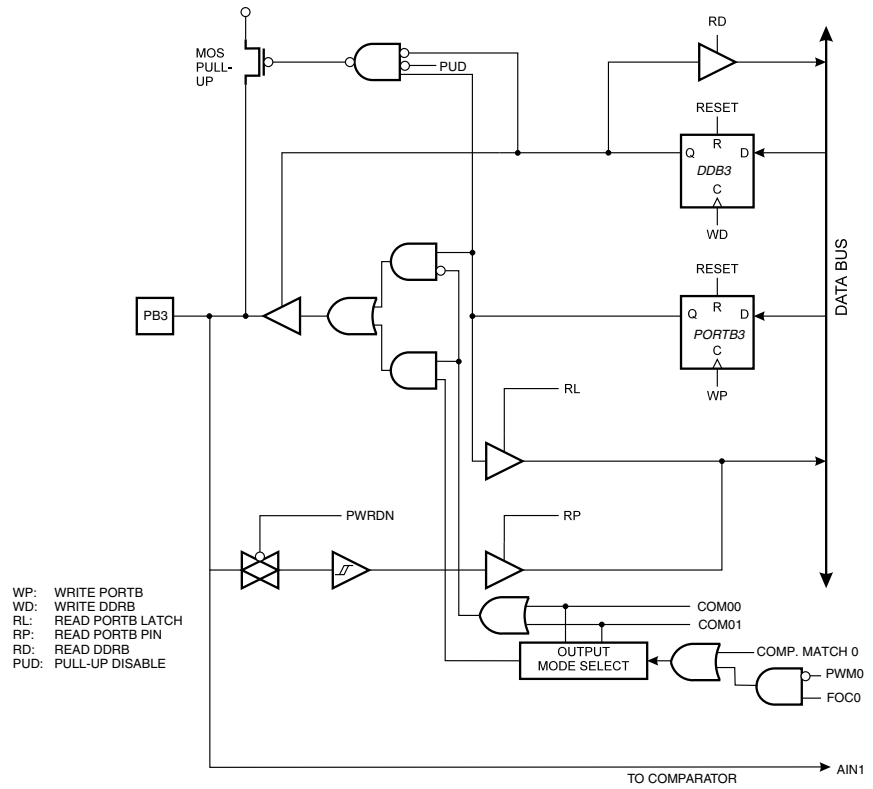 RD
MOS
PULL-
UP
PUD
RESET
R
Q D
DDB3
C
WD
DATA BUS
RESET
R
PB3
Q D
PORTB3
C
WP
RL
PWRDN
RP
WP: WRITE PORTB
WD: WRITE DDRB
RL: READ PORTB LATCH
RP: READ PORTB PIN
RD: READ DDRB
PUD: PULL-UP DISABLE
COM00
COM01
OUTPUT
MODE SELECT
COMP. MATCH 0
PWM0
FOC0
TO COMPARATOR
AIN1